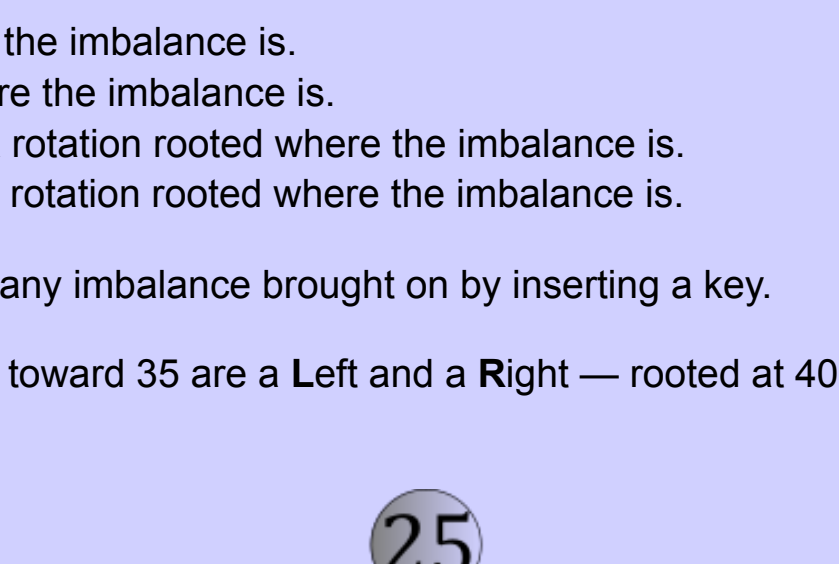 the imbalance is.
re the imbalance is.
rotation rooted where the imbalance is.
rotation rooted where the imbalance is.
any imbalance brought on by inserting a key.
toward 35 are a Left and a Right — rooted at 40
25